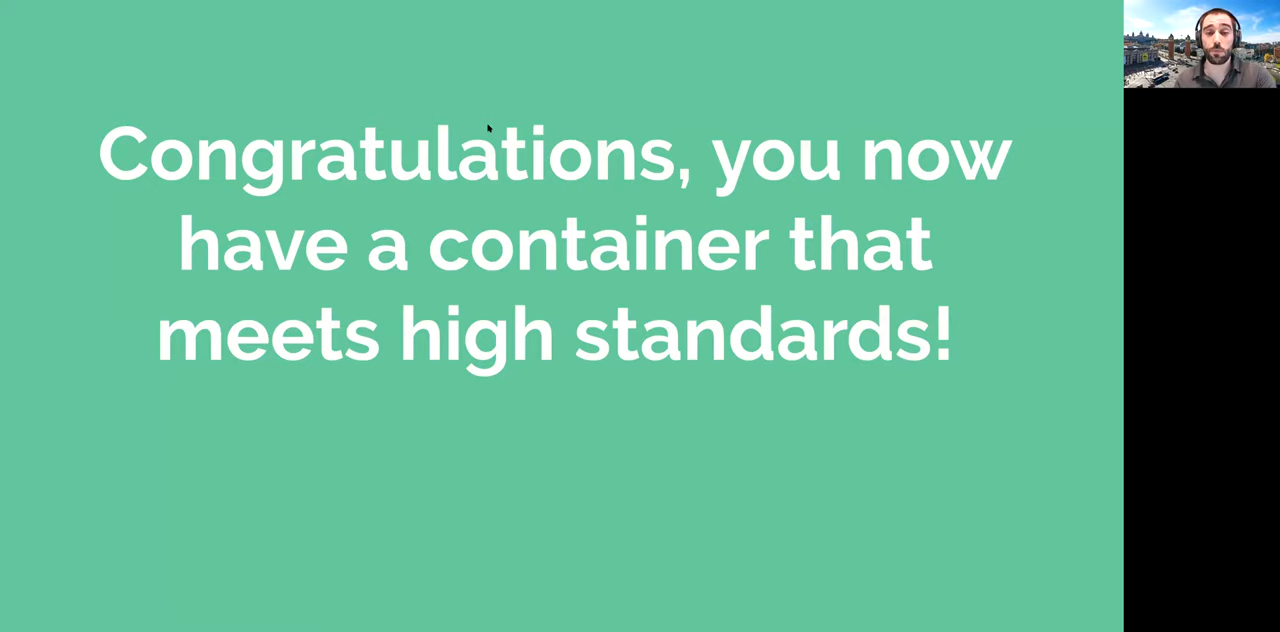 Congratulations, you now
have a container that
meets high standards!